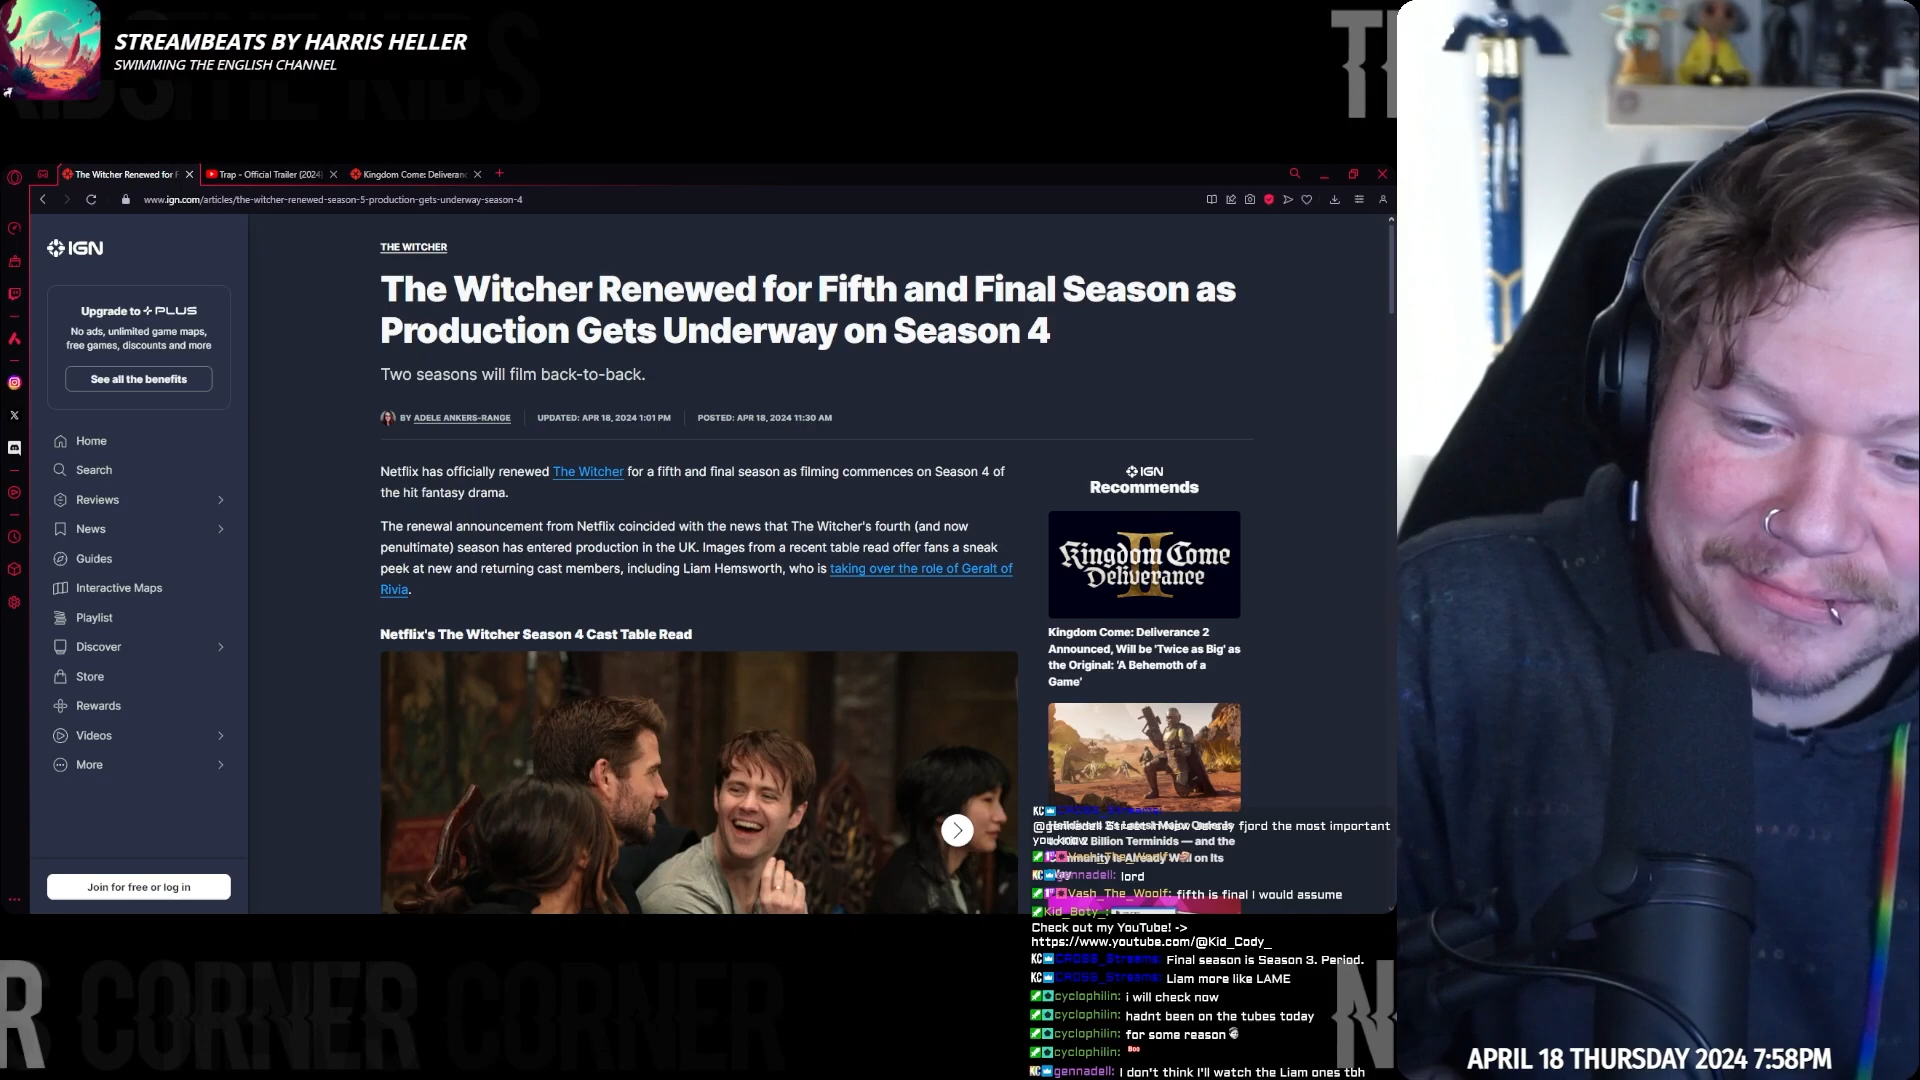 STREAMBEATS BY HARRIS HELLER
SWIMMING THE ENGLISH CHANNEL
The Witcher Renewed for F
Trap - Official Trailer (2024)
Kingdom Come: Deliveranc
www.ign.com/articles/the-witcher-renewed-season-5-production-gets-underway-season-4
IGN
Upgrade to PLUS
No ads, unlimited game maps,
free games, discounts and more
See all the benefits
Home
Search
Reviews
News
Guides
Interactive Maps
Playlist
Discover
Store
Rewards
Videos
More
Join for free or log in
THE WITCHER
The Witcher Renewed for Fifth and Final Season as
Production Gets Underway on Season 4
Two seasons will film back-to-back.
BY ADELE ANKERS-RANGE
UPDATED: APR 18, 2024 1:01 PM
POSTED: APR 18, 2024 11:30 AM
Netflix has officially renewed The Witcher for a fifth and final season as filming commences on Season 4 of
the hit fantasy drama.
The renewal announcement from Netflix coincided with the news that The Witcher's fourth (and now
penultimate) season has entered production in the UK. Images from a recent table read offer fans a sneak
peek at new and returning cast members, including Liam Hemsworth, who is taking over the role of Geralt of
Rivia.
Netflix's The Witcher Season 4 Cast Table Read
IGN
Recommends
Kingdom Come
Deliverance
II
Kingdom Come: Deliverance 2
Announced, Will be 'Twice as Big' as
the Original: 'A Behemoth of a
Game'
fjord the most important
Billion Terminids — and the
on Its
gennadell: lord
Vash_The_Woolf: fifth is final I would assume
Kid_Boty_:
Check out my YouTube! ->
https://www.youtube.com/@Kid_Cody_
CROSS_Streams: Final season is Season 3. Period.
CROSS_Streams: Liam more like LAME
cyclophilin: i will check now
cyclophilin: hadnt been on the tubes today
cyclophilin: for some reason
cyclophilin:
gennadell: I don't think I'll watch the Liam ones tbh
THE KIDS
R CORNER CORNER
APRIL 18 THURSDAY 2024 7:58PM